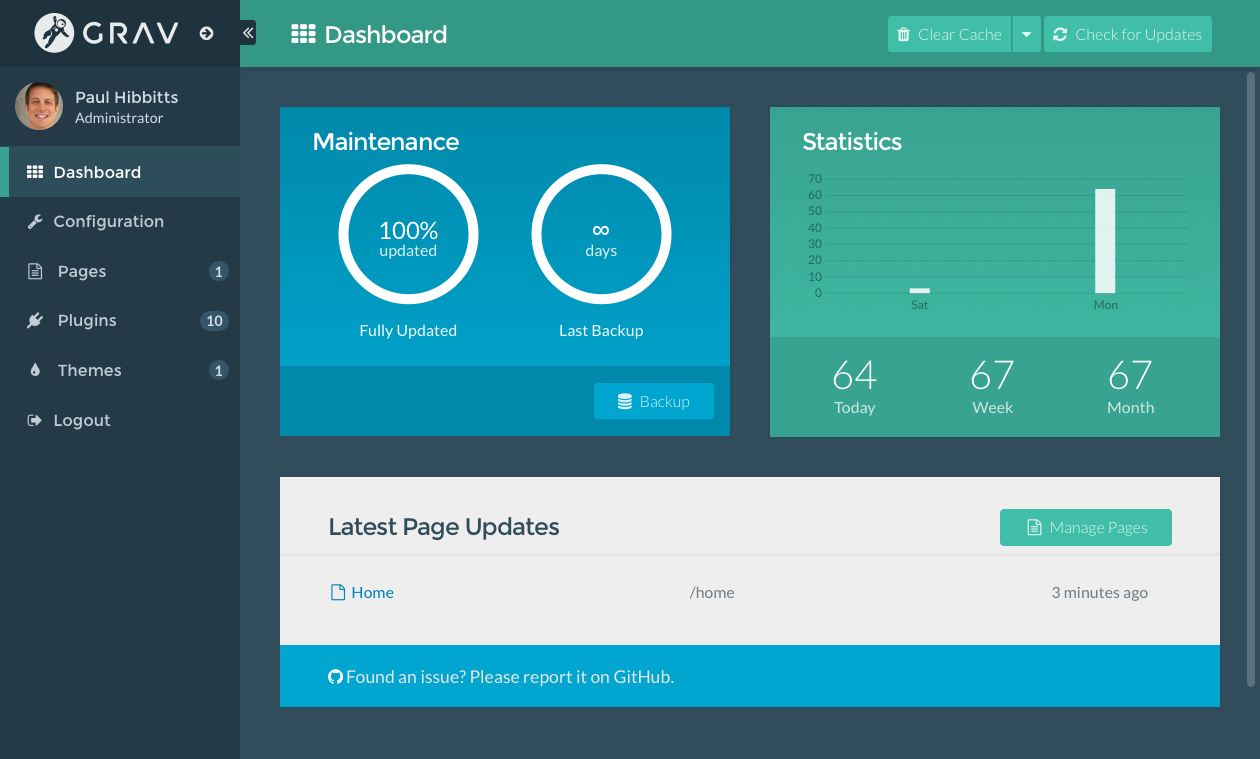 GRAV
Paul Hibbitts
Administrator
Dashboard
Configuration
Pages 1
Plugins 10
Themes 1
Logout
Dashboard
Clear Cache
Check for Updates
Maintenance
100%
updated
Fully Updated
∞
days
Last Backup
Backup
Statistics
70
60
50
40
30
20
10
0
Sat Mon
64 67 67
Today Week Month
Latest Page Updates
Manage Pages
Home /home 3 minutes ago
Found an issue? Please report it on GitHub.